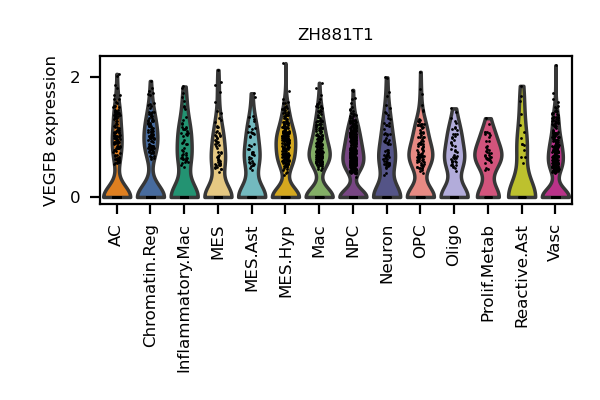 ZH881T1
VEGFB expression
2
0
AC
Chromatin.Reg
Inflammatory.Mac
MES
MES.Ast
MES.Hyp
Mac
NPC
Neuron
OPC
Oligo
Prolif.Metab
Reactive.Ast
Vasc